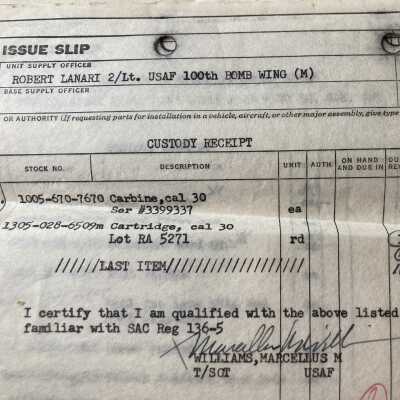 ISSUE SLIP
UNIT SUPPLY OFFICER
ROBERT LANARI 2/Lt. USAF 100th BOMB WING (M)
BASE SUPPLY OFFICER
OR AUTHORITY (If requesting parts for installation in a vehicle, aircraft, or other major assembly, give type
CUSTODY RECEIPT
STOCK NO. DESCRIPTION UNIT AUTH. ON HAND AND DUE IN
1005-670-7670 Carbine,cal 30
Ser #3399337 ea
1305-028-6509m Cartridge, cal 30
Lot RA 5271 rd
//////LAST ITEM////////////////////
I certify that I am qualified with the above listed
familiar with SAC Reg 136-5
WILLIAMS,MARCELLUS M
T/SGT USAF